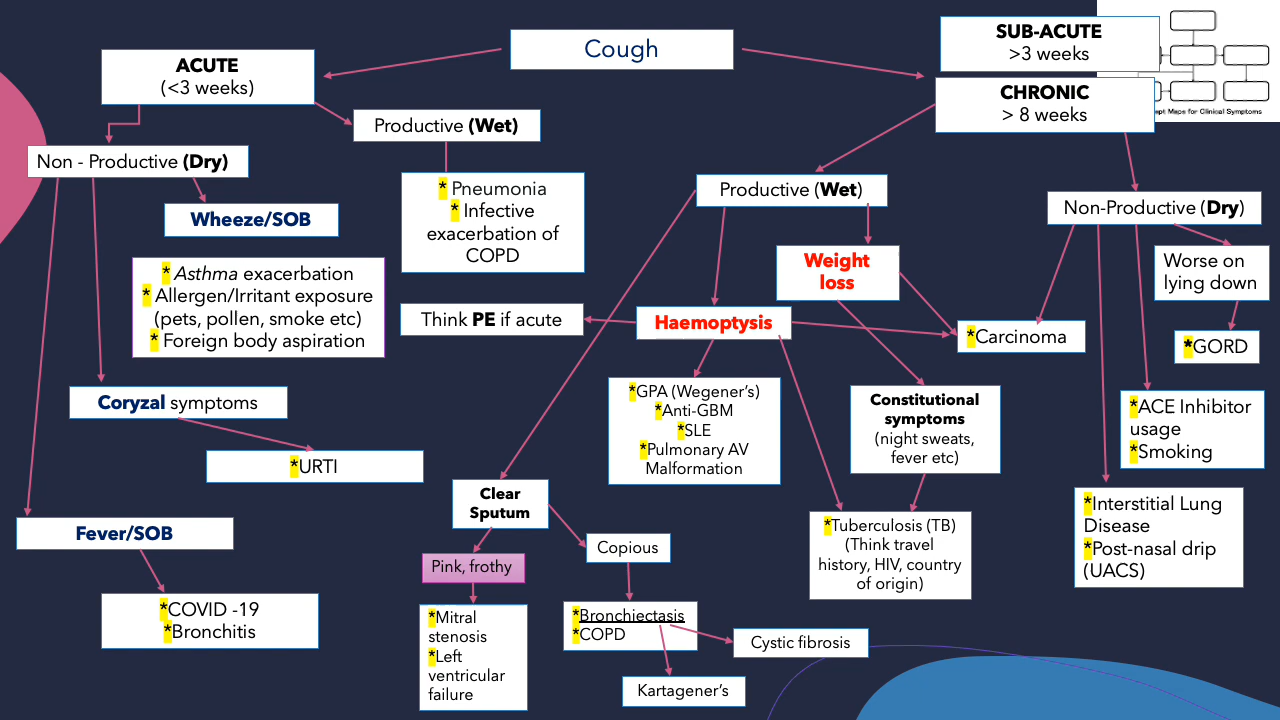 Cough
ACUTE
(<3 weeks)
SUB-ACUTE
>3 weeks
CHRONIC
> 8 weeks
ept Maps for Clinical Symptoms
Non - Productive (Dry)
Productive (Wet)
Wheeze/SOB
* Pneumonia
* Infective
exacerbation of
COPD
* Asthma exacerbation
* Allergen/Irritant exposure
(pets, pollen, smoke etc)
* Foreign body aspiration
Coryzal symptoms
*URTI
Fever/SOB
*COVID -19
*Bronchitis
Productive (Wet)
Weight
loss
Haemoptysis
Think PE if acute
*Carcinoma
*GPA (Wegener’s)
*Anti-GBM
*SLE
*Pulmonary AV
Malformation
Constitutional
symptoms
(night sweats,
fever etc)
*Tuberculosis (TB)
(Think travel
history, HIV, country
of origin)
Clear
Sputum
Pink, frothy
*Mitral
stenosis
*Left
ventricular
failure
Copious
*Bronchiectasis
*COPD
Cystic fibrosis
Kartagener’s
Non-Productive (Dry)
Worse on
lying down
*GORD
*ACE Inhibitor
usage
*Smoking
*Interstitial Lung
Disease
*Post-nasal drip
(UACS)